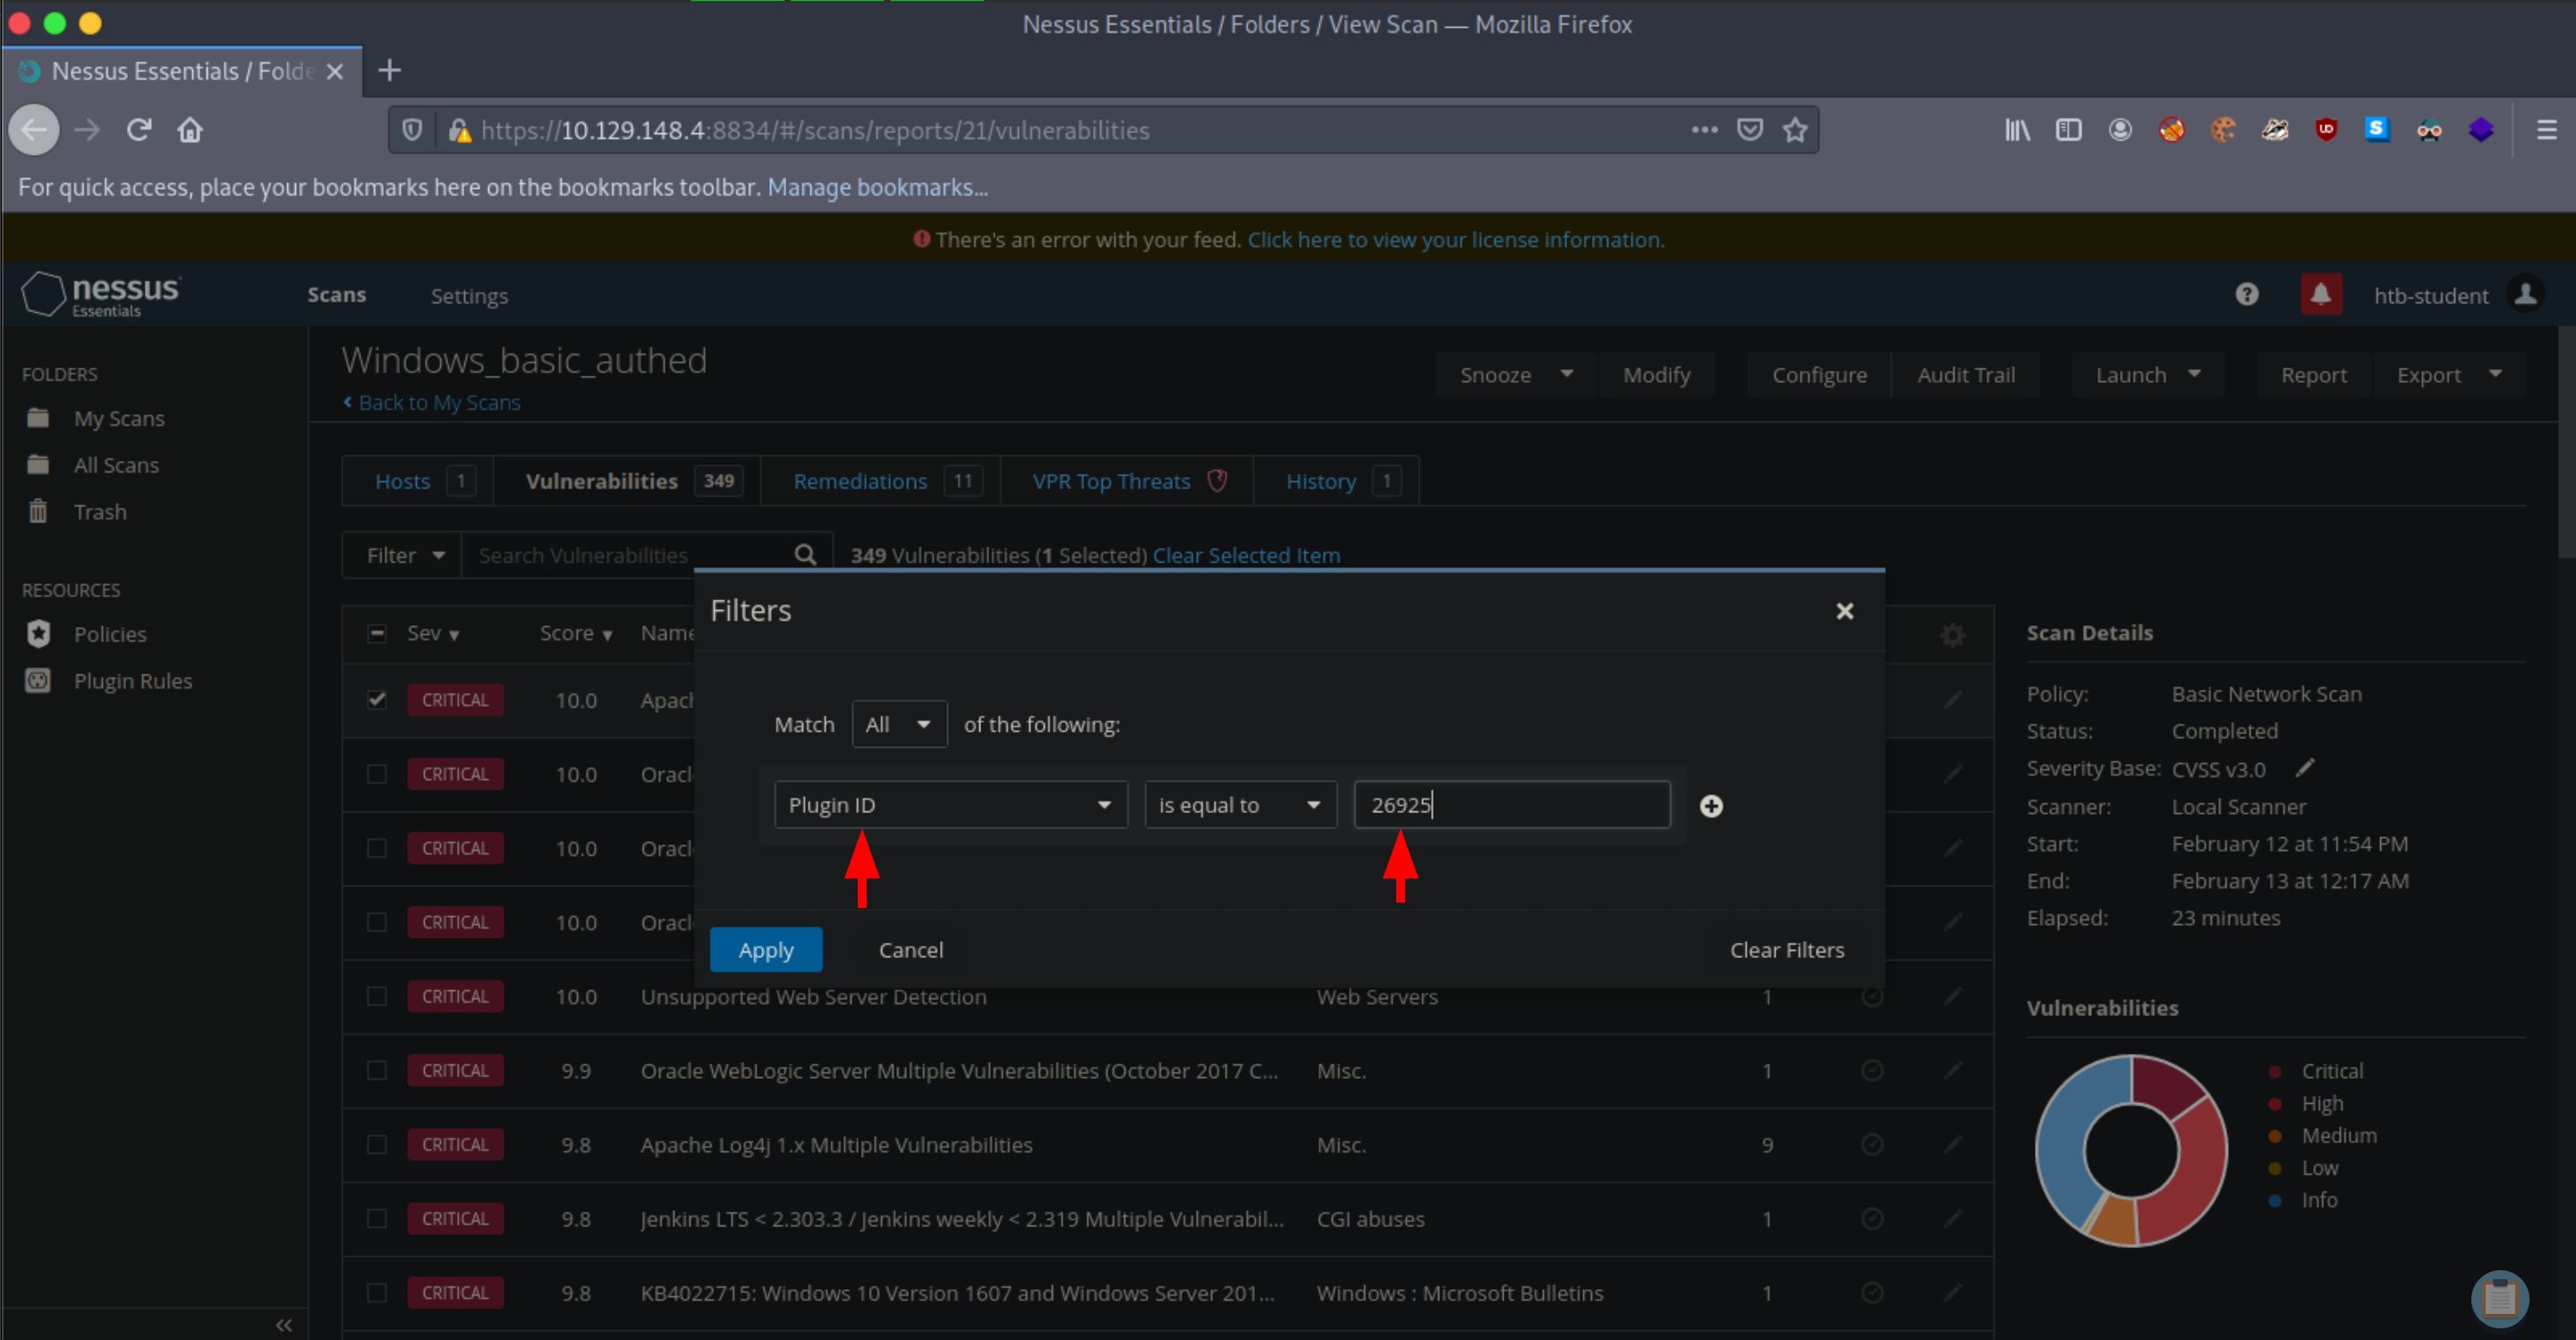 Nessus Essentials / Folders / View Scan — Mozilla Firefox
Nessus Essentials / Folde
https://10.129.148.4:8834/#/scans/reports/21/vulnerabilities
For quick access, place your bookmarks here on the bookmarks toolbar. Manage bookmarks...
There's an error with your feed. Click here to view your license information.
nessus Essentials
Scans Settings htb-student
FOLDERS
My Scans
All Scans
Trash
RESOURCES
Policies
Plugin Rules
Windows_basic_authed
Back to My Scans
Snooze Modify Configure Audit Trail Launch Report Export
Hosts 1 Vulnerabilities 349 Remediations 11 VPR Top Threats History 1
Filter Search Vulnerabilities 349 Vulnerabilities (1 Selected) Clear Selected Item
Filters
Match All of the following:
Plugin ID is equal to 26925
Apply Cancel Clear Filters
Sev Score Name
CRITICAL 10.0 Apach
CRITICAL 10.0 Oracl
CRITICAL 10.0 Oracl
CRITICAL 10.0 Oracl
CRITICAL 10.0 Unsupported Web Server Detection Web Servers 1
CRITICAL 9.9 Oracle WebLogic Server Multiple Vulnerabilities (October 2017 C... Misc. 1
CRITICAL 9.8 Apache Log4j 1.x Multiple Vulnerabilities Misc. 9
CRITICAL 9.8 Jenkins LTS < 2.303.3 / Jenkins weekly < 2.319 Multiple Vulnerabil... CGI abuses 1
CRITICAL 9.8 KB4022715: Windows 10 Version 1607 and Windows Server 201... Windows : Microsoft Bulletins 1
Scan Details
Policy: Basic Network Scan
Status: Completed
Severity Base: CVSS v3.0
Scanner: Local Scanner
Start: February 12 at 11:54 PM
End: February 13 at 12:17 AM
Elapsed: 23 minutes
Vulnerabilities
Critical
High
Medium
Low
Info